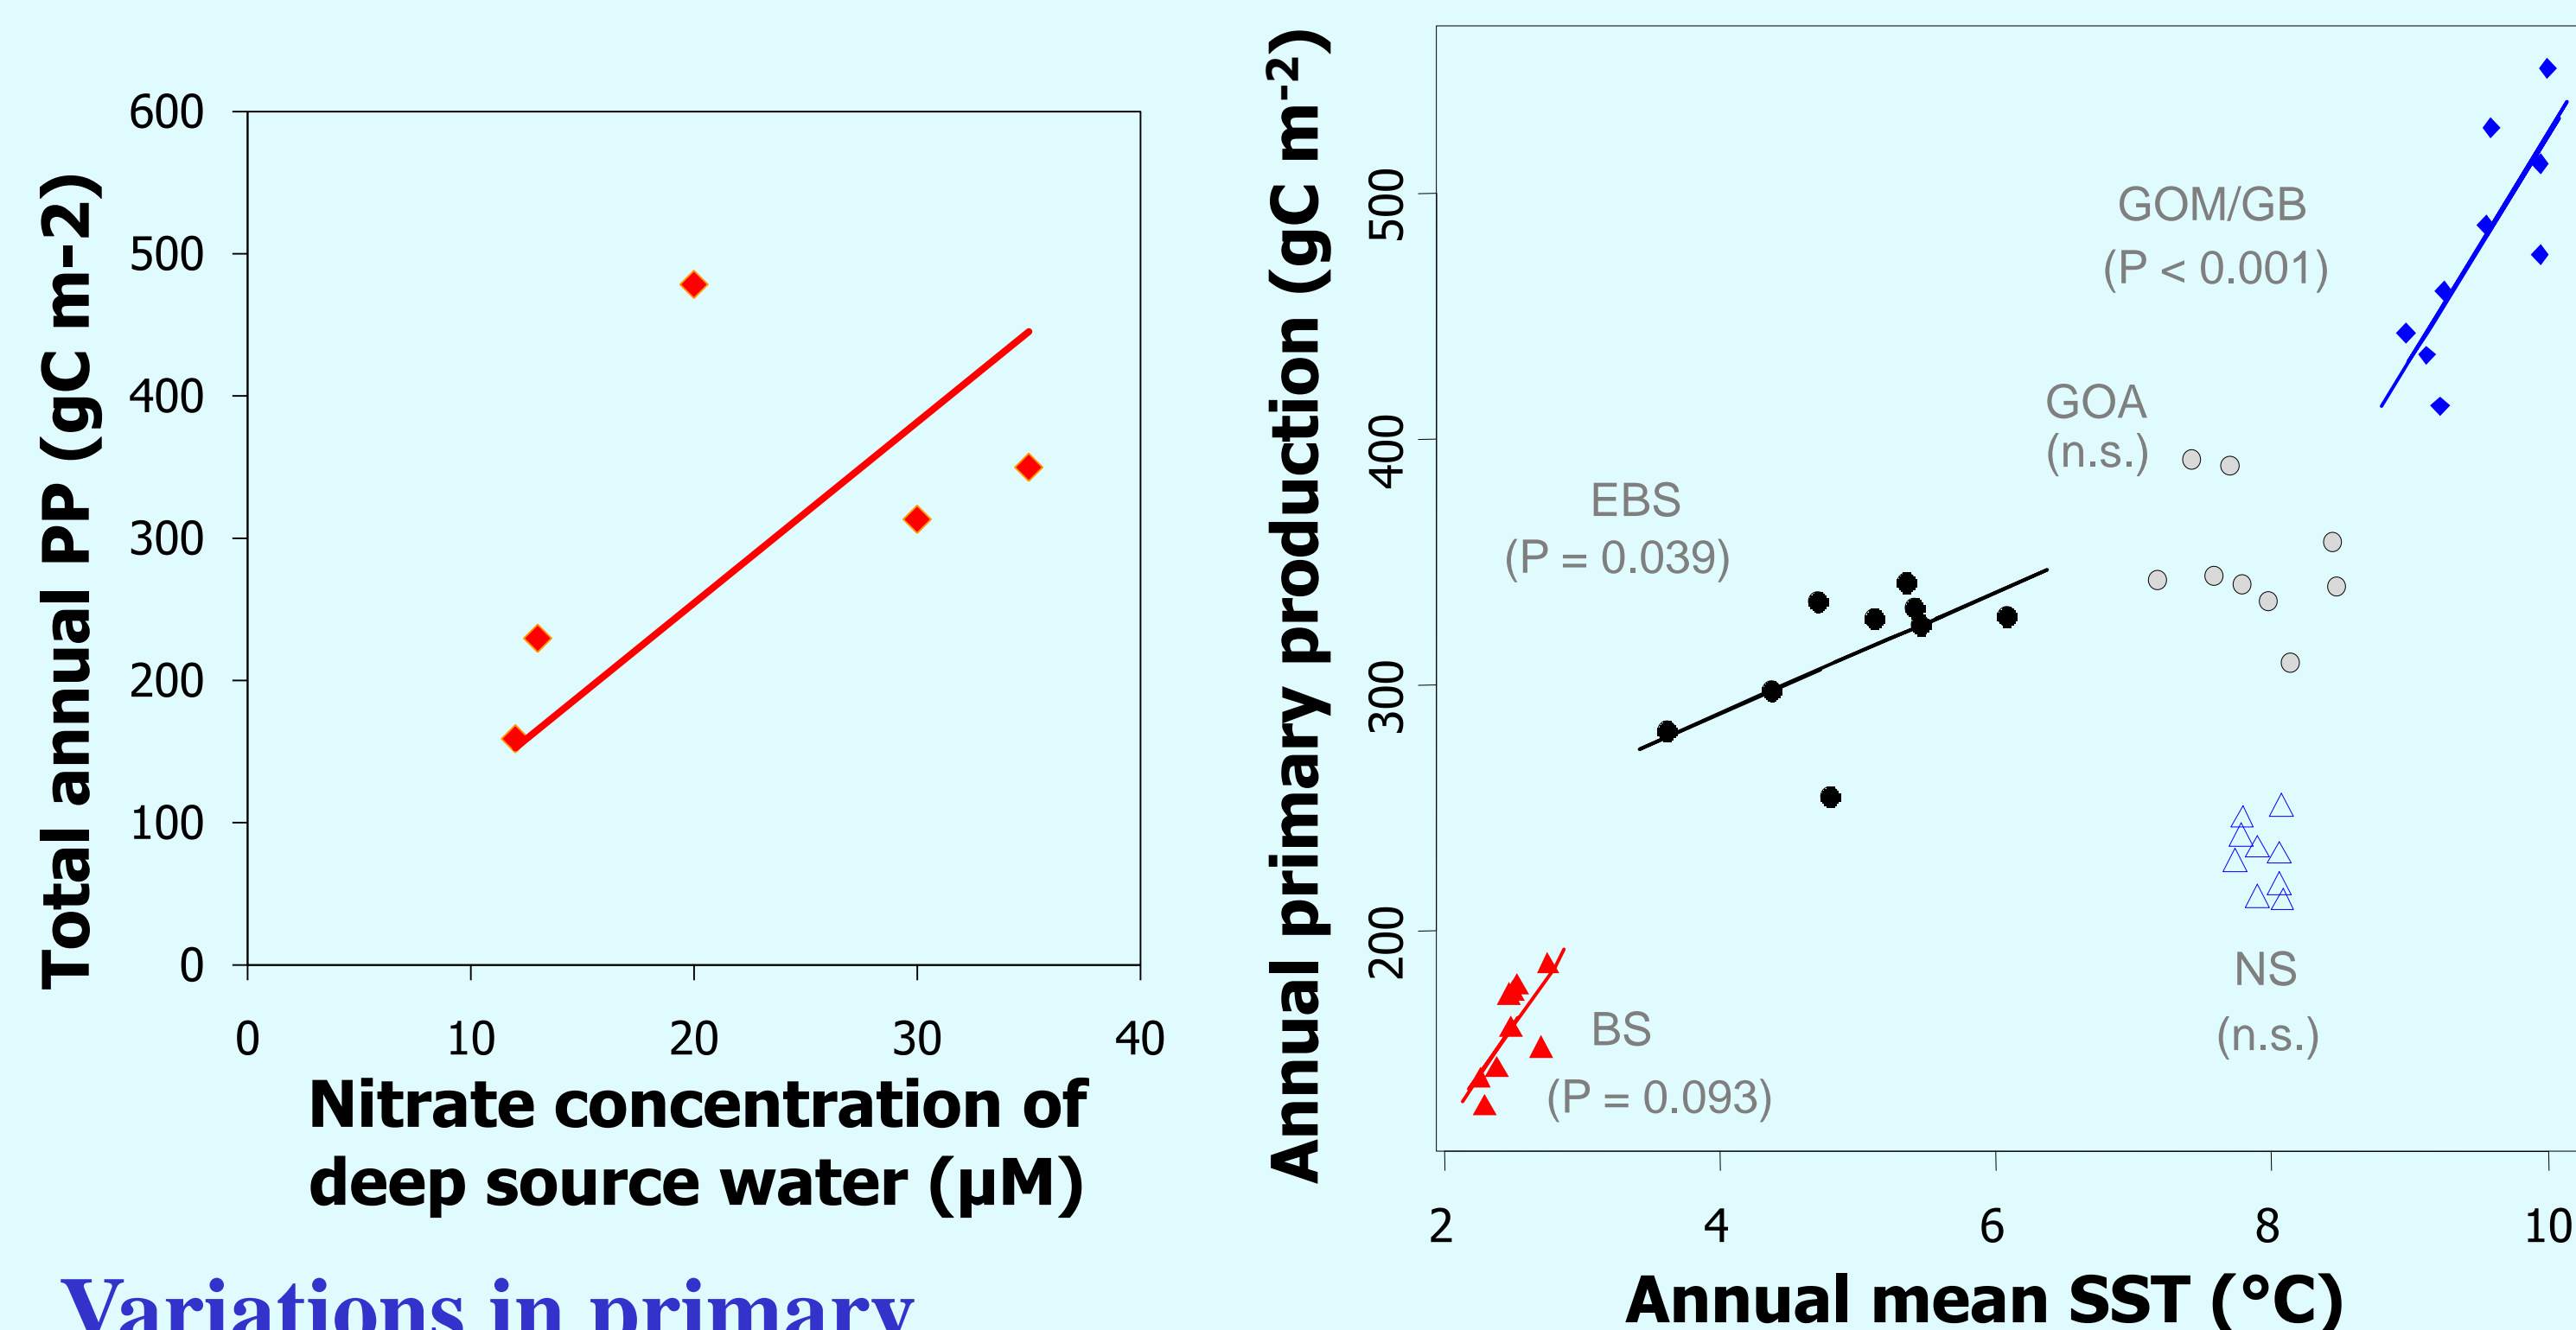 Total annual PP (gC m-2)
600
500
400
300
200
100
0
0 10 20 30 40
Nitrate concentration of
deep source water (µM)
Annual primary production (gC m-2)
500
400
300
200
GOM/GB
(P < 0.001)
GOA
(n.s.)
EBS
(P = 0.039)
NS
(n.s.)
BS
(P = 0.093)
2 4 6 8 10
Annual mean SST (°C)
Variations in primary